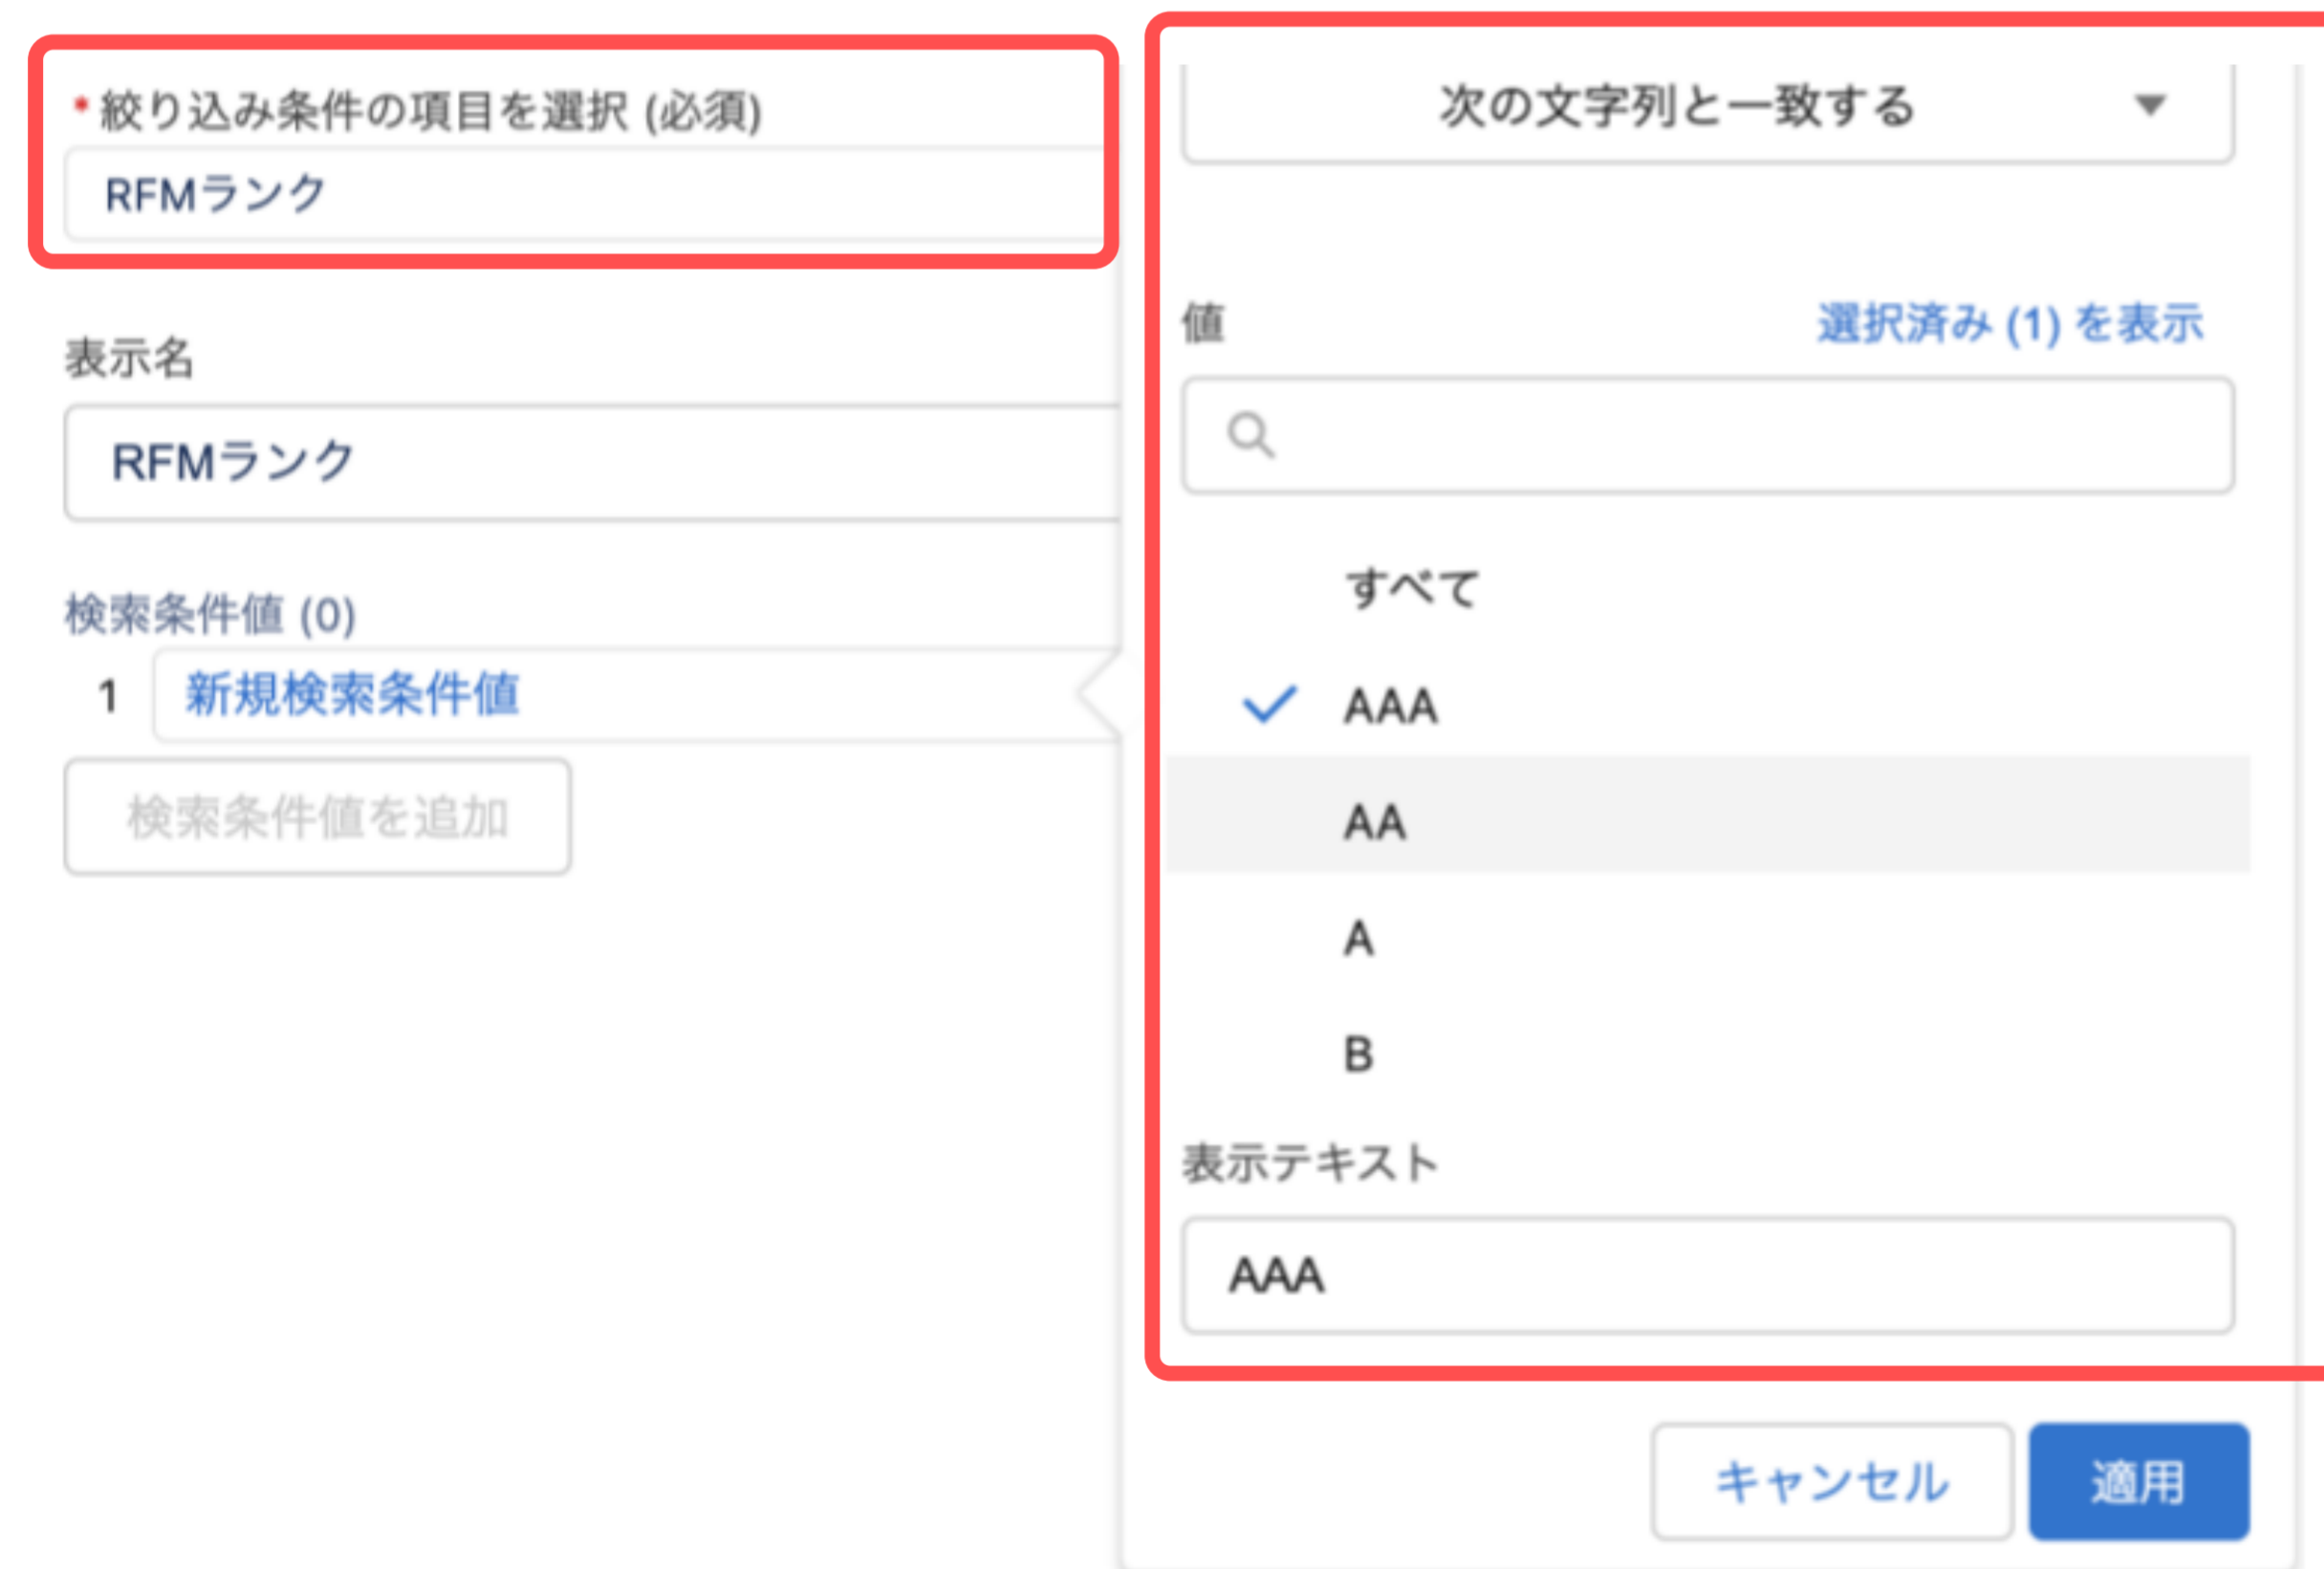 *絞り込み条件の項目を選択 (必須)
RFMランク
表示名
RFMランク
検索条件値 (0)
1 新規検索条件値
検索条件値を追加
次の文字列と一致する
値 選択済み (1) を表示
すべて
AAA
AA
A
B
表示テキスト
AAA
キャンセル 適用